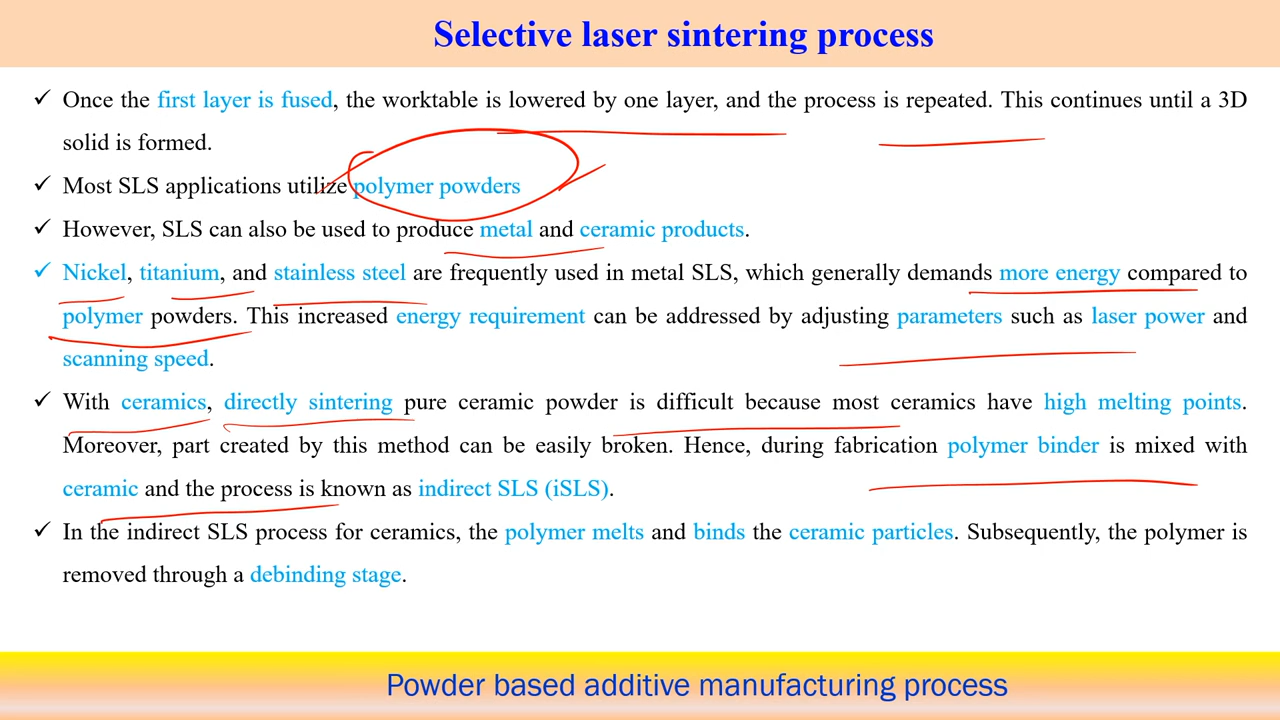 Selective laser sintering process
✓ Once the first layer is fused, the worktable is lowered by one layer, and the process is repeated. This continues until a 3D
solid is formed.
✓ Most SLS applications utilize polymer powders
✓ However, SLS can also be used to produce metal and ceramic products.
✓ Nickel, titanium, and stainless steel are frequently used in metal SLS, which generally demands more energy compared to
polymer powders. This increased energy requirement can be addressed by adjusting parameters such as laser power and
scanning speed.
✓ With ceramics, directly sintering pure ceramic powder is difficult because most ceramics have high melting points.
Moreover, part created by this method can be easily broken. Hence, during fabrication polymer binder is mixed with
ceramic and the process is known as indirect SLS (iSLS).
✓ In the indirect SLS process for ceramics, the polymer melts and binds the ceramic particles. Subsequently, the polymer is
removed through a debinding stage.
Powder based additive manufacturing process